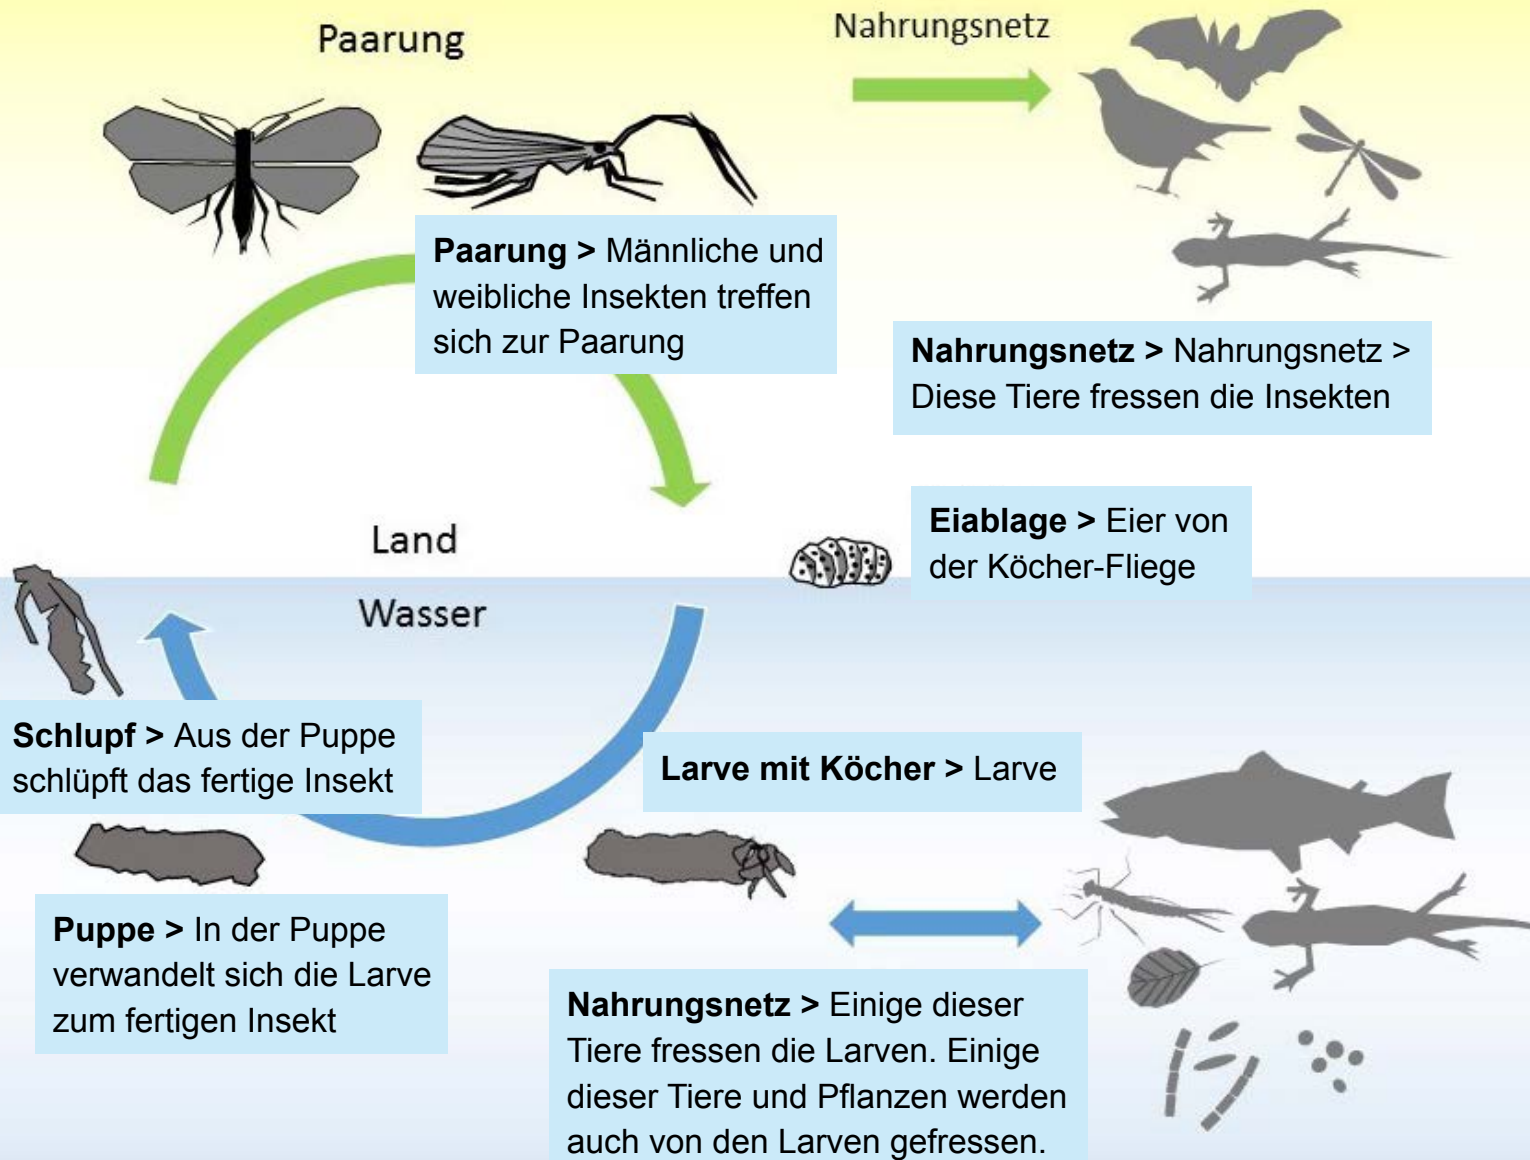 Paarung
Nahrungsnetz
Paarung > Männliche und
weibliche Insekten treffen
sich zur Paarung
Nahrungsnetz > Nahrungsnetz >
Diese Tiere fressen die Insekten
Eiablage > Eier von
der Köcher-Fliege
Land
Wasser
Schlupf > Aus der Puppe
schlüpft das fertige Insekt
Larve mit Köcher > Larve
Puppe > In der Puppe
verwandelt sich die Larve
zum fertigen Insekt
Nahrungsnetz > Einige dieser
Tiere fressen die Larven. Einige
dieser Tiere und Pflanzen werden
auch von den Larven gefressen.